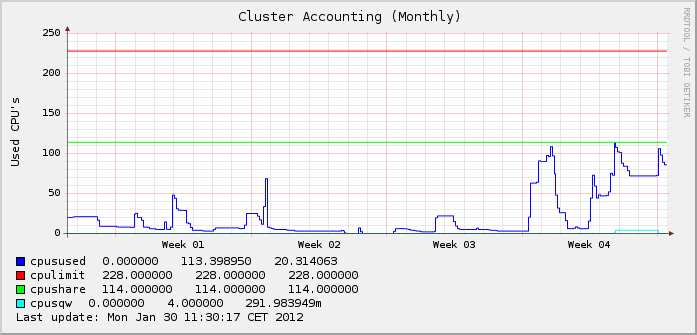 Cluster Accounting (Monthly)
RRDTOOL / TOBI OETIKER
Used CPU's
250
200
150
100
50
0
Week 01 Week 02 Week 03 Week 04
cpusused 0.000000 113.398950 20.314063
cpulimit 228.000000 228.000000 228.000000
cpushare 114.000000 114.000000 114.000000
cpusqw 0.000000 4.000000 291.983949m
Last update: Mon Jan 30 11:30:17 CET 2012